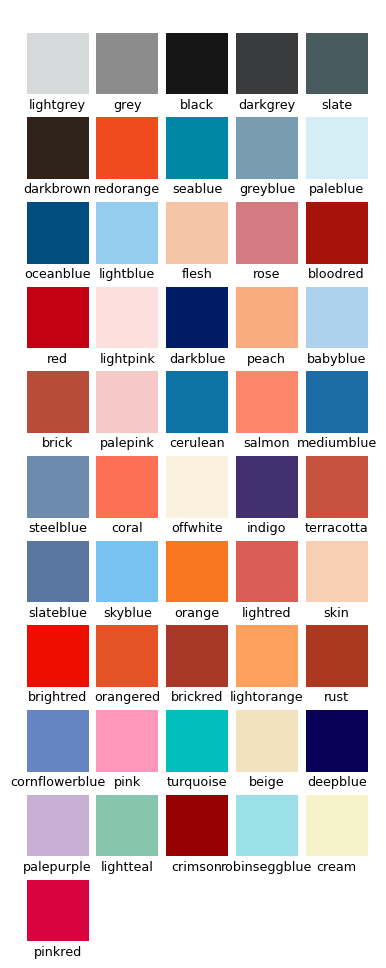 lightgrey grey black darkgrey slate
darkbrown redorange seablue greyblue paleblue
oceanblue lightblue flesh rose bloodred
red lightpink darkblue peach babyblue
brick palepink cerulean salmon mediumblue
steelblue coral offwhite indigo terracotta
slateblue skyblue orange lightred skin
brightred orangered brickred lightorange rust
cornflowerblue pink turquoise beige deepblue
palepurple lightteal crimson robinseggblue cream
pinkred